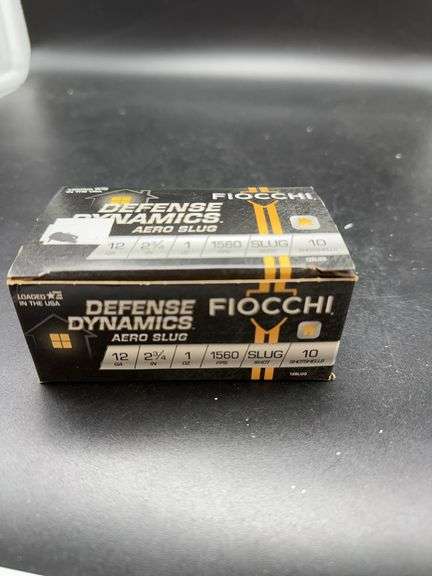 DEFENSE
DYNAMICS
AERO SLUG
FIOCCHI
12 2¾ 1 1560 SLUG 10
LOADED
IN THE USA
DEFENSE
DYNAMICS
AERO SLUG
FIOCCHI
12 2¾ 1 1560 SLUG 10
GA IN OZ FPS SHOT SHOTSHELLS
12SLUG